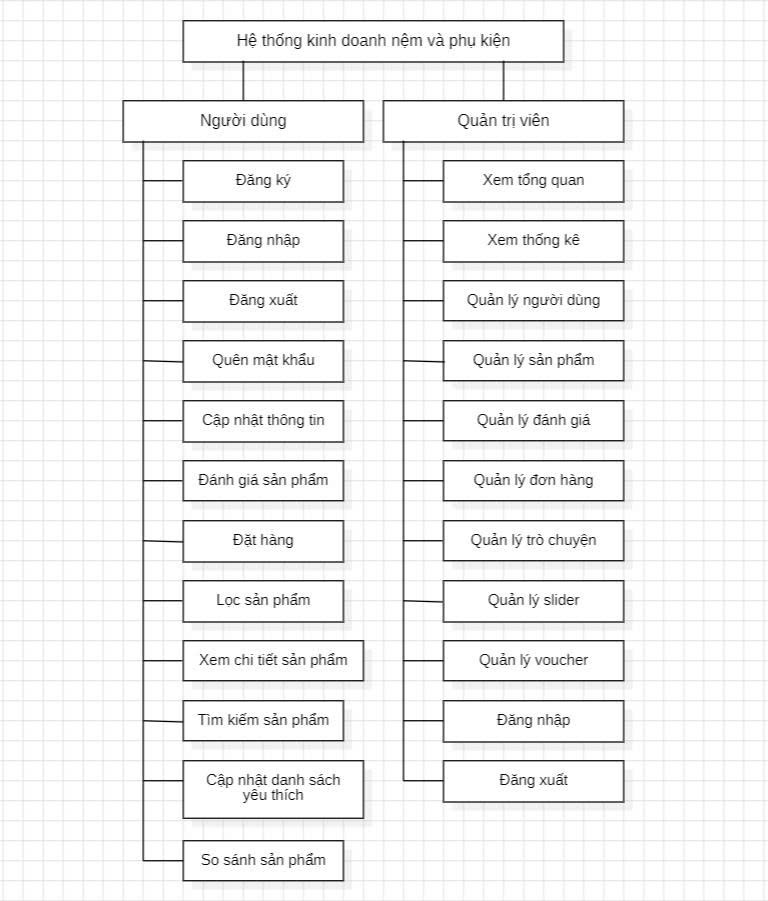 Hệ thống kinh doanh nệm và phụ kiện
Người dùng
Đăng ký
Đăng nhập
Đăng xuất
Quên mật khẩu
Cập nhật thông tin
Đánh giá sản phẩm
Đặt hàng
Lọc sản phẩm
Xem chi tiết sản phẩm
Tìm kiếm sản phẩm
Cập nhật danh sách
yêu thích
So sánh sản phẩm
Quản trị viên
Xem tổng quan
Xem thống kê
Quản lý người dùng
Quản lý sản phẩm
Quản lý đánh giá
Quản lý đơn hàng
Quản lý trò chuyện
Quản lý slider
Quản lý voucher
Đăng nhập
Đăng xuất